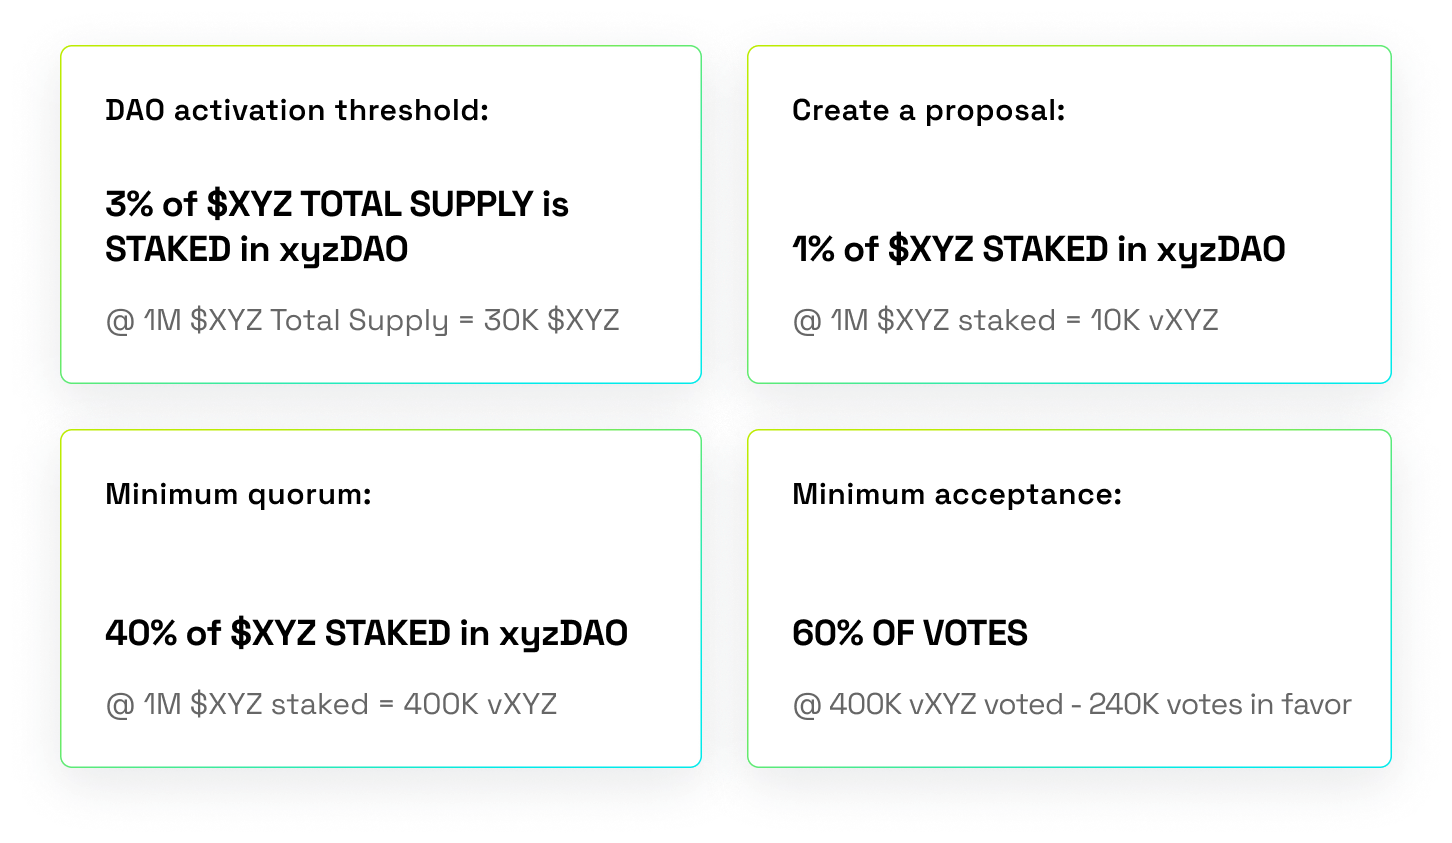 DAO activation threshold:
3% of $XYZ TOTAL SUPPLY is
STAKED in xyzDAO
@ 1M $XYZ Total Supply = 30K $XYZ
Create a proposal:
1% of $XYZ STAKED in xyzDAO
@ 1M $XYZ staked = 10K vXYZ
Minimum quorum:
40% of $XYZ STAKED in xyzDAO
@ 1M $XYZ staked = 400K vXYZ
Minimum acceptance:
60% OF VOTES
@ 400K vXYZ voted - 240K votes in favor